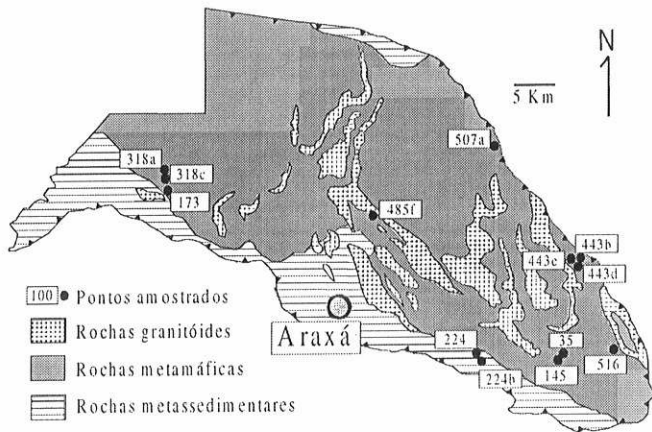 N
5 Km
507a
318a
318c
173
485f
443b
443c
443d
100 Pontos amostrados
Rochas granitóides
Araxá
Rochas metamáficas
Rochas metassedimentares
224
224b
35
145
516